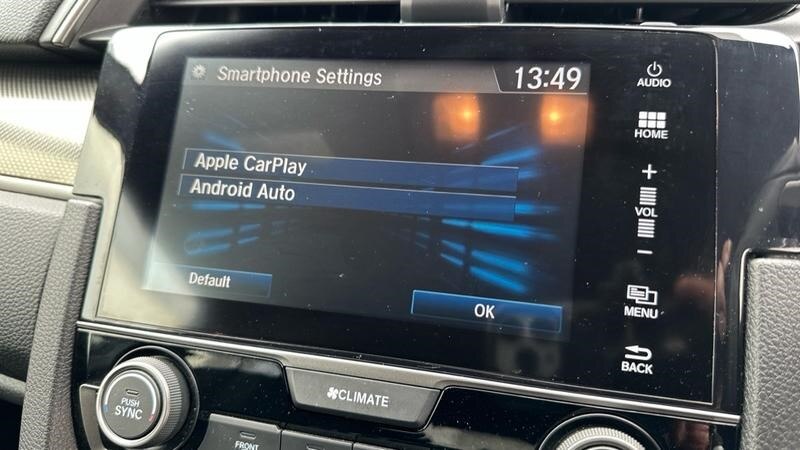 Smartphone Settings
13:49
AUDIO
HOME
Apple CarPlay
Android Auto
+
VOL
−
Default
OK
MENU
BACK
PUSH
SYNC
CLIMATE
FRONT